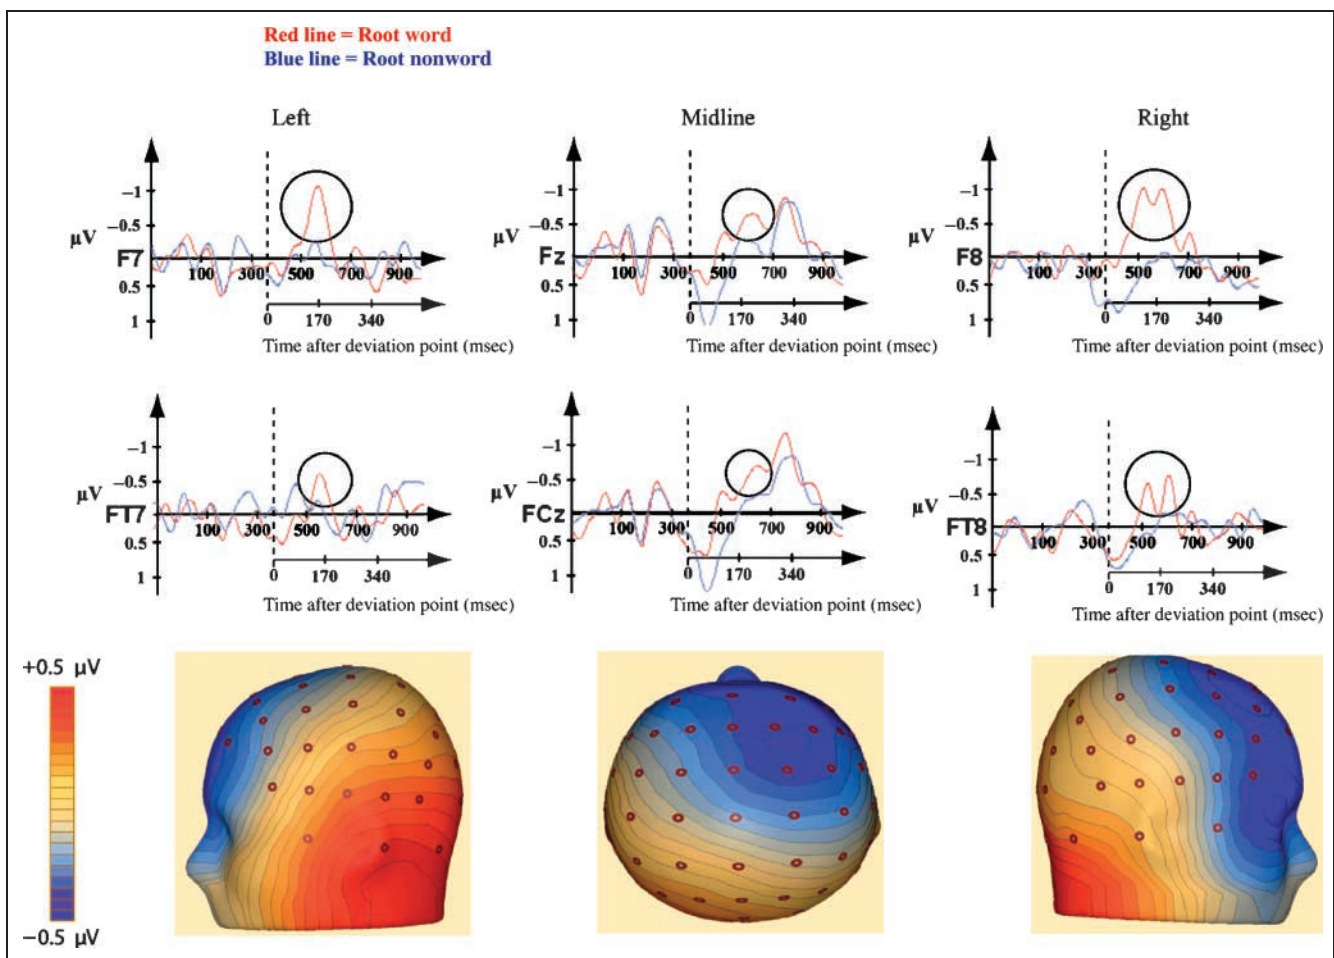 Red line = Root word
Blue line = Root nonword
Left
Midline
Right
−1
−0.5
µV
F7
100 300 500 700 900
0.5
0 170 340
1
Time after deviation point (msec)
−1
−0.5
µV
Fz
100 300 500 700 900
0.5
0 170 340
1
Time after deviation point (msec)
−1
−0.5
µV
F8
100 300 500 700 900
0.5
0 170 340
1
Time after deviation point (msec)
−1
−0.5
µV
FT7
100 300 500 700 900
0.5
0 170 340
1
Time after deviation point (msec)
−1
−0.5
µV
FCz
100 300 500 700 900
0.5
0 170 340
1
Time after deviation point (msec)
−1
−0.5
µV
FT8
100 300 500 700 900
0.5
0 170 340
1
Time after deviation point (msec)
+0.5 µV
−0.5 µV